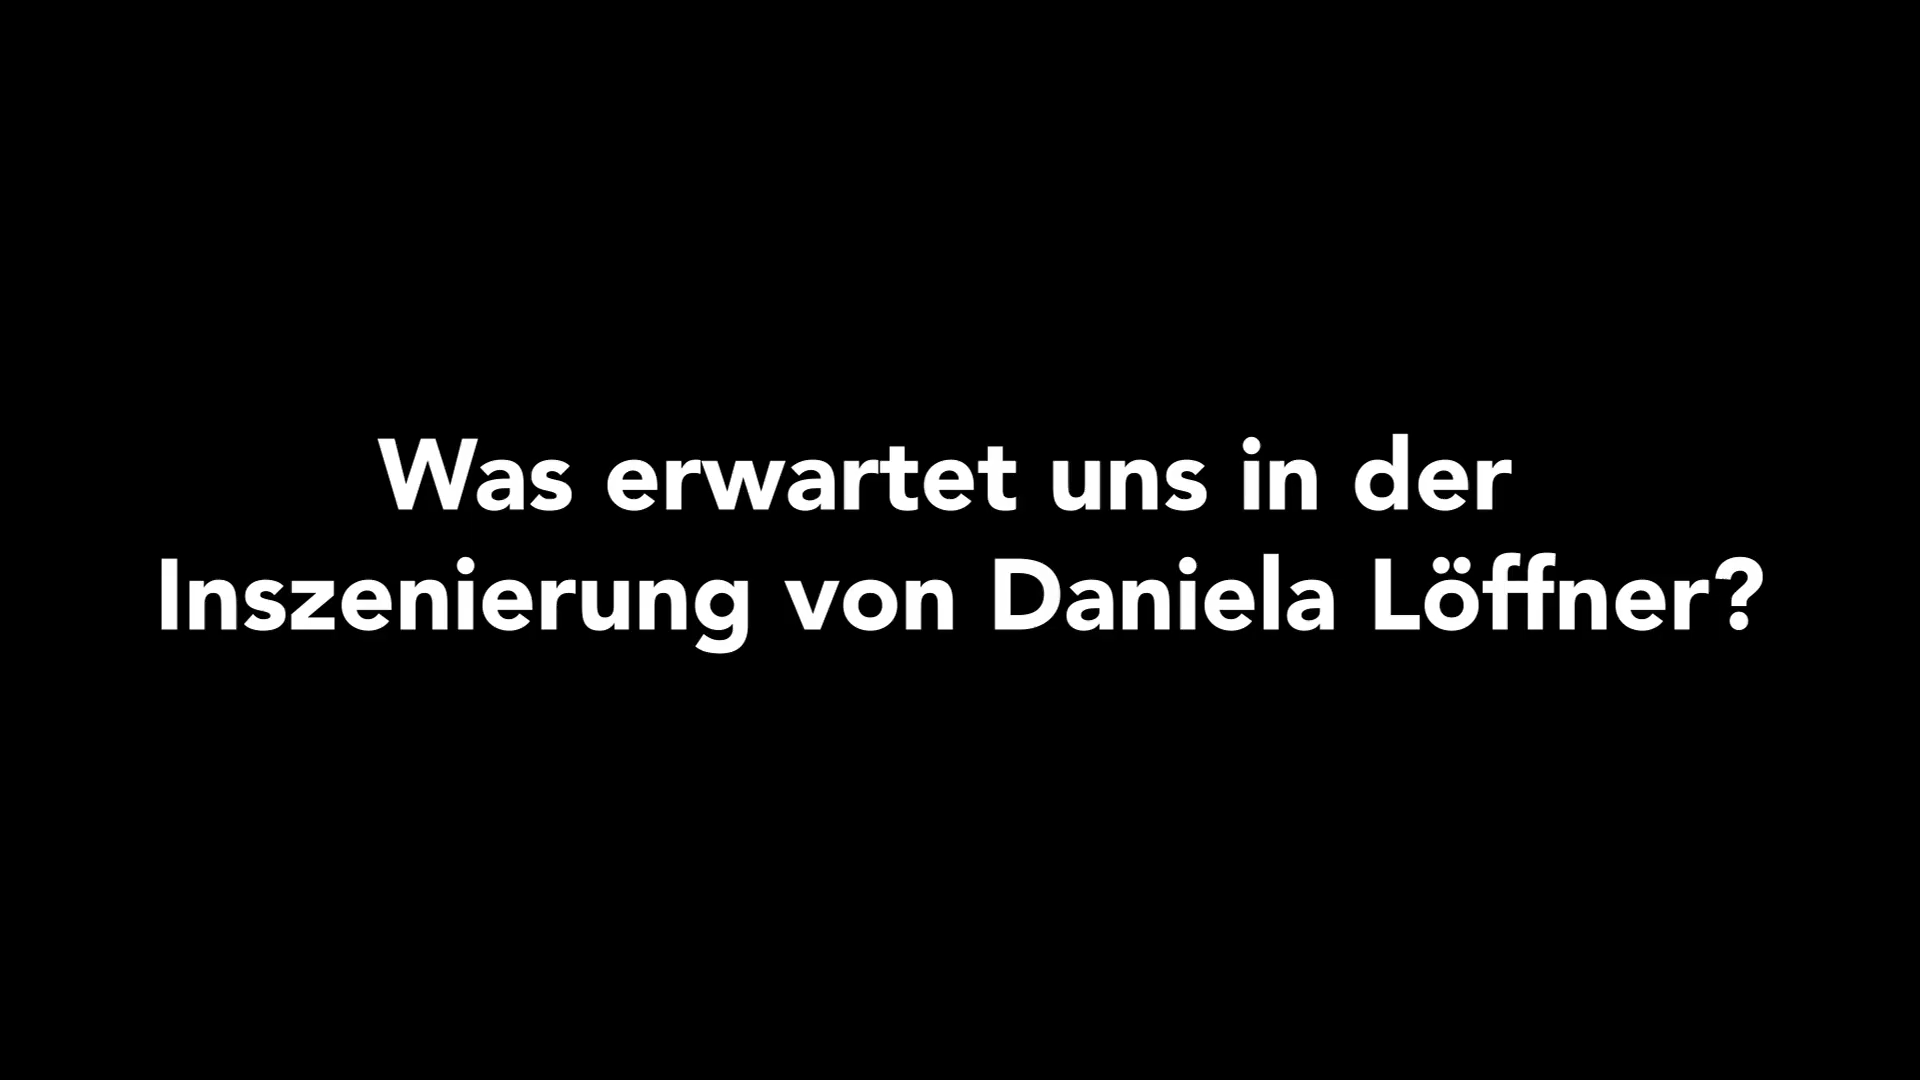 Was erwartet uns in der
Inszenierung von Daniela Löffner?